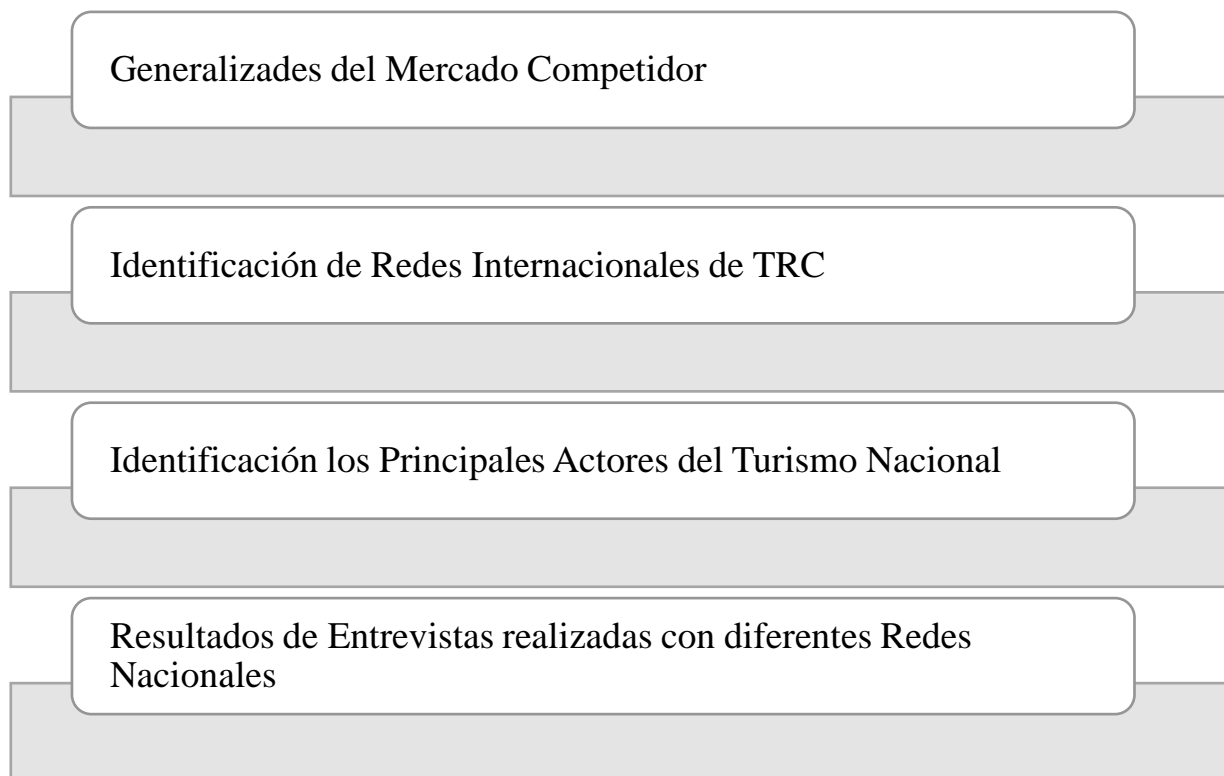 Generalizades del Mercado Competidor
Identificación de Redes Internacionales de TRC
Identificación los Principales Actores del Turismo Nacional
Resultados de Entrevistas realizadas con diferentes Redes
Nacionales